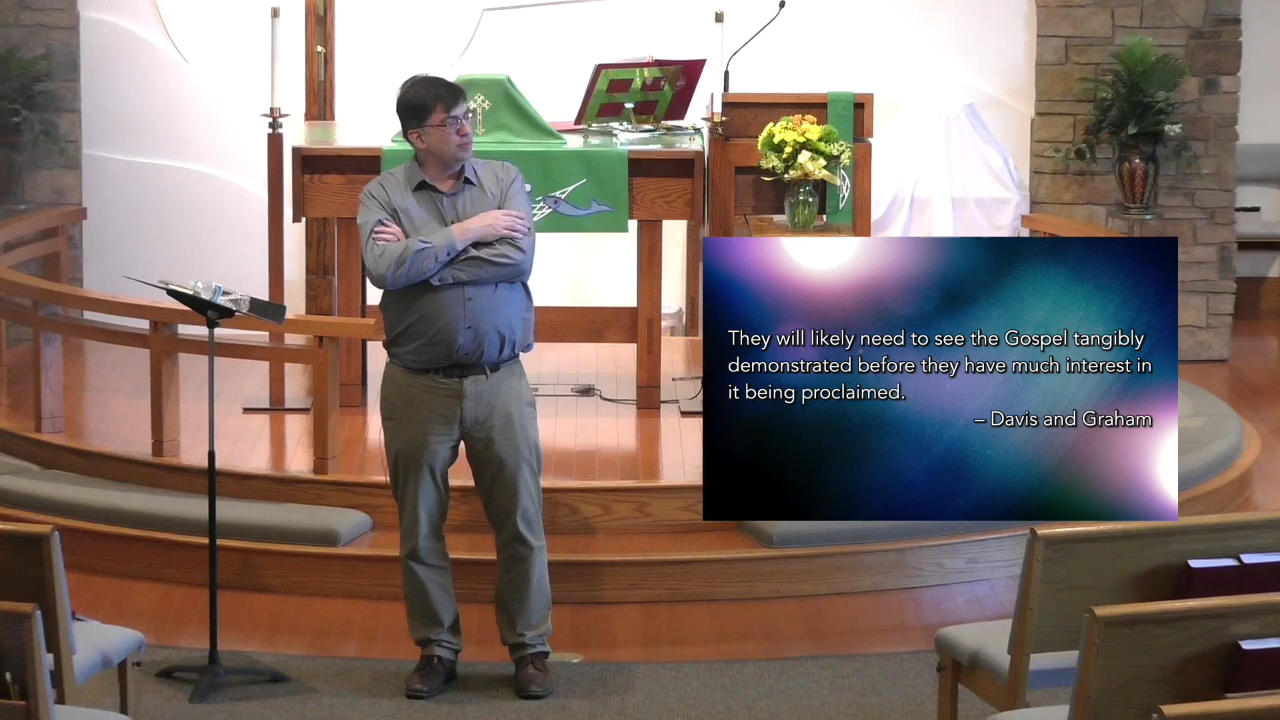 They will likely need to see the Gospel tangibly
demonstrated before they have much interest in
it being proclaimed.
– Davis and Graham